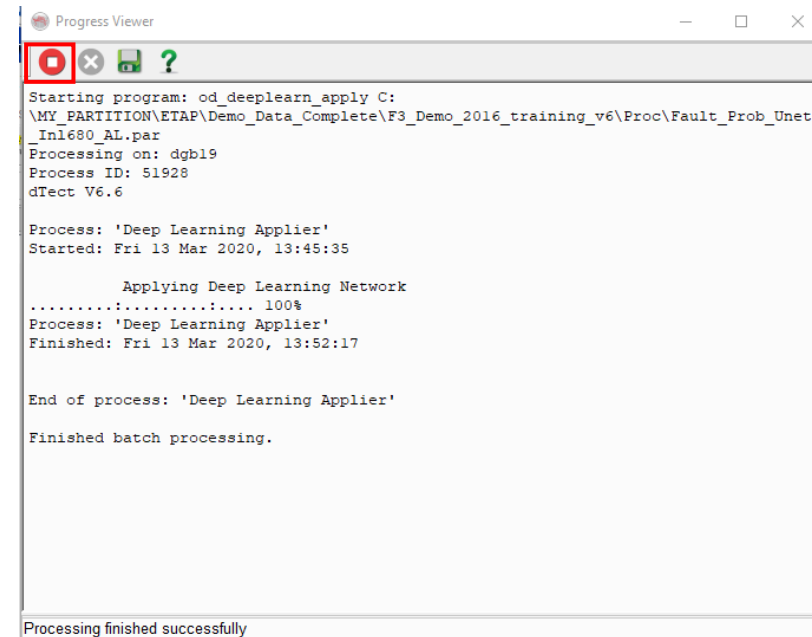 Progress Viewer
?
Starting program: od_deeplearn_apply C:
\MY_PARTITION\ETAP\Demo_Data_Complete\F3_Demo_2016_training_v6\Proc\Fault_Prob_Unet
_Inl680_AL.par
Processing on: dgb19
Process ID: 51928
dTect V6.6
Process: 'Deep Learning Applier'
Started: Fri 13 Mar 2020, 13:45:35
Applying Deep Learning Network
.........:.........:.... 100%
Process: 'Deep Learning Applier'
Finished: Fri 13 Mar 2020, 13:52:17
End of process: 'Deep Learning Applier'
Finished batch processing.
Processing finished successfully